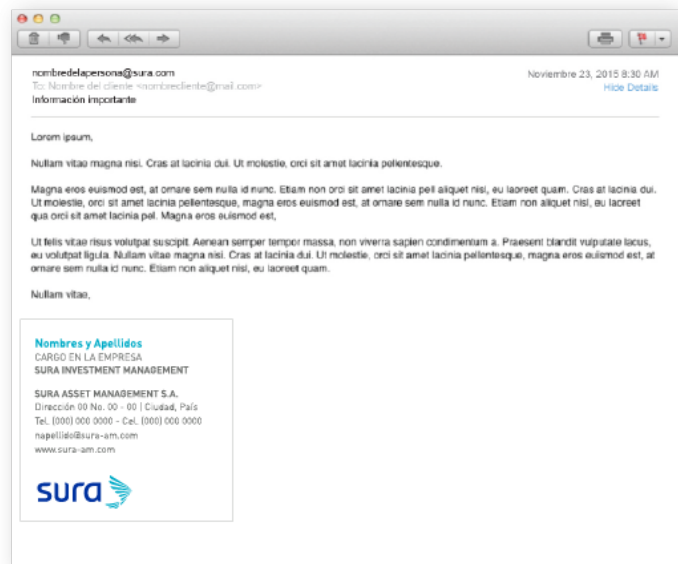 nombredelapersona@sura.com
Noviembre 23, 2015 8:30 AM
To: Nombre del cliente <nombrecliente@mail.com>
Hide Details
Información importante
Lorem ipsum,
Nullam vitae magna nisi. Cras at lacinia dui. Ut molestie, orci sit amet lacinia pellentesque.
Magna eros euismod est, at ornare sem nulla id nunc. Etiam non orci sit amet lacinia pell aliquet nisl, eu laoreet quam. Cras at lacinia dui.
Ut molestie, orci sit amet lacinia pellentesque, magna eros euismod est, at ornare sem nulla id nunc. Etiam non aliquet nisl, eu laoreet
qua orci sit amet lacinia pel. Magna eros euismod est,
Ut felis vitae risus volutpat suscipit. Aenean semper tempor massa, non viverra sapien condimentum a. Praesent blandit vulputate lacus,
eu volutpat ligula. Nullam vitae magna nisi. Cras at lacinia dui. Ut molestie, orci sit amet lacinia pellentesque, magna eros euismod est, at
ornare sem nulla id nunc. Etiam non aliquet nisl, eu laoreet quam.
Nullam vitae,
Nombres y Apellidos
CARGO EN LA EMPRESA
SURA INVESTMENT MANAGEMENT
SURA ASSET MANAGEMENT S.A.
Dirección 00 No. 00 - 00 | Ciudad, País
Tel. (000) 000 0000 - Cel. (000) 000 0000
napellido@sura-am.com
www.sura-am.com
sura